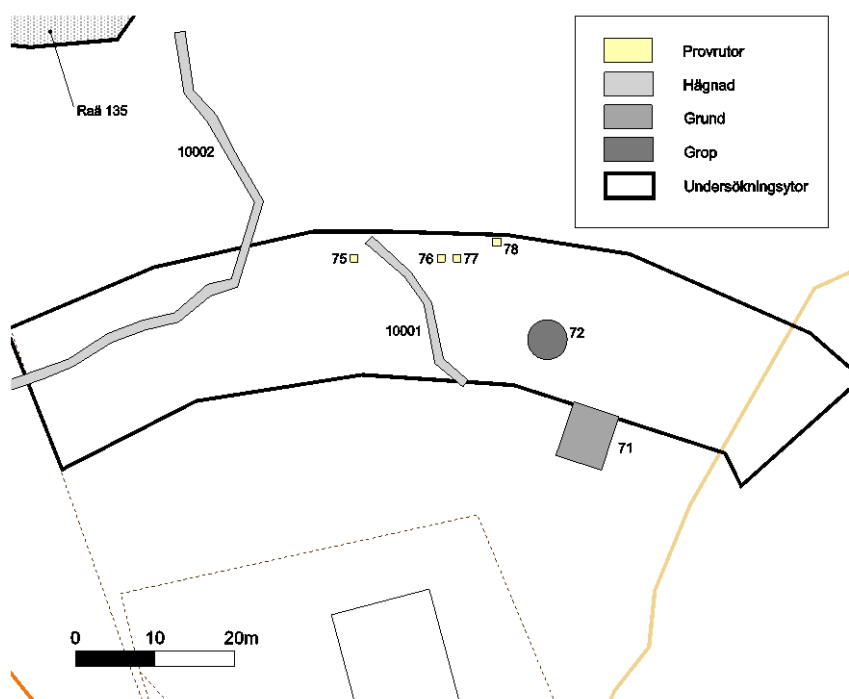 Provrutor
Hägnad
Raä 135
Grund
10002
Grop
Undersökningsytor
78
75
76
77
10001
72
71
0 10 20m